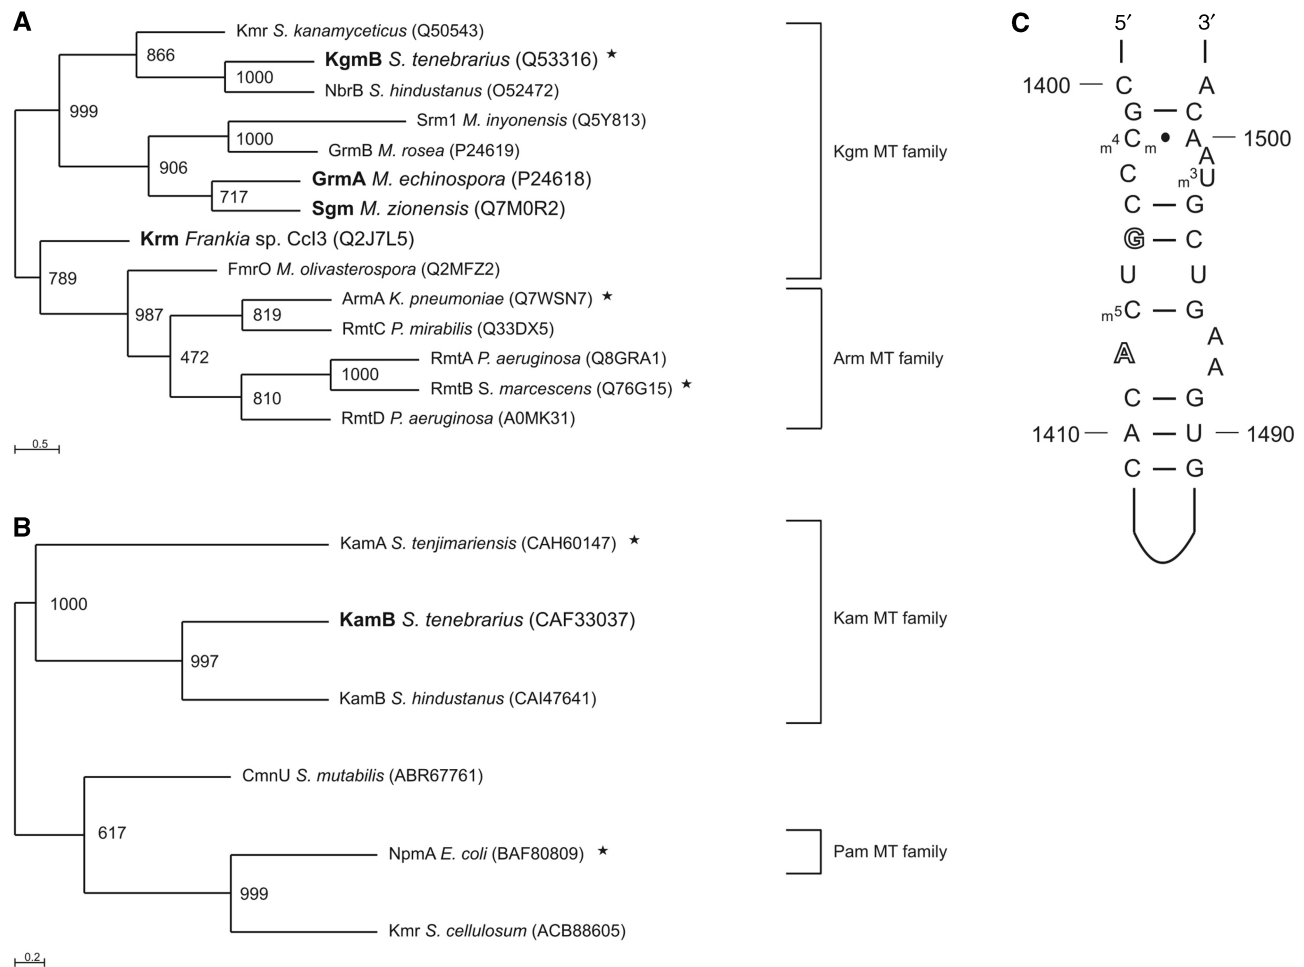 A
Kmr S. kanamyceticus (Q50543)
866
KgmB S. tenebrarius (Q53316) ★
1000
NbrB S. hindustanus (O52472)
999
Srm1 M. inyonensis (Q5Y813)
1000
GrmB M. rosea (P24619)
Kgm MT family
906
GrmA M. echinospora (P24618)
717
Sgm M. zionensis (Q7M0R2)
Krm Frankia sp. CcI3 (Q2J7L5)
789
FmrO M. olivasterospora (Q2MFZ2)
987
ArmA K. pneumoniae (Q7WSN7) ★
819
RmtC P. mirabilis (Q33DX5)
472
RmtA P. aeruginosa (Q8GRA1)
Arm MT family
1000
RmtB S. marcescens (Q76G15) ★
810
RmtD P. aeruginosa (A0MK31)
0.5
B
KamA S. tenjimariensis (CAH60147) ★
1000
KamB S. tenebrarius (CAF33037)
Kam MT family
997
KamB S. hindustanus (CAI47641)
CmnU S. mutabilis (ABR67761)
617
NpmA E. coli (BAF80809) ★
Pam MT family
999
Kmr S. cellulosum (ACB88605)
0.2
C
5′ 3′
1400 C A
G C
m4C m • A 1500
A
C m3U
C G
G C
U U
m5C G
A
A
A
C G
1410 A U 1490
C G